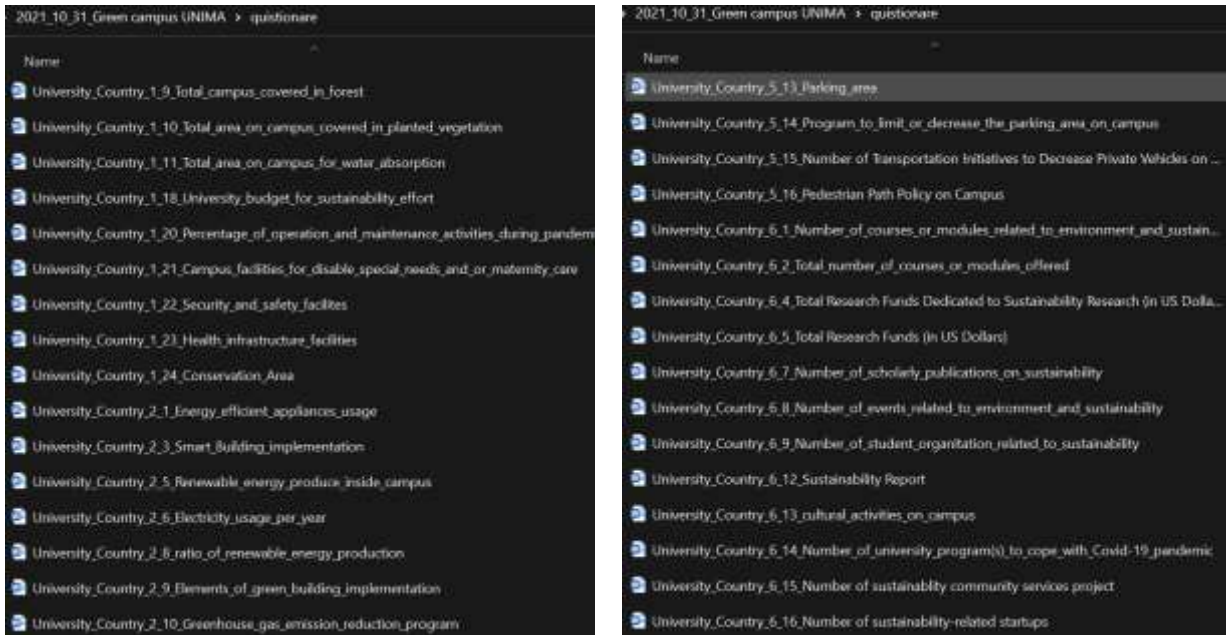 2021_10_31_Green campus UNIMA > quistionare
Name
University_Country_1_9_Total_campus_covered_in_forest
University_Country_1_10_Total_area_on_campus_covered_in_planted_vegetation
University_Country_1_11_Total_area_on_campus_for_water_absorption
University_Country_1_18_University_budget_for_sustainability_effort
University_Country_1_20_Percentage_of_operation_and_maintenance_activities_during_pandem
University_Country_1_21_Campus_facilities_for_disable_special_needs_and_or_maternity_care
University_Country_1_22_Security_and_safety_facilites
University_Country_1_23_Health_infrastructure_facilities
University_Country_1_24_Conservation_Area
University_Country_2_1_Energy_efficient_appliances_usage
University_Country_2_3_Smart_Building_implementation
University_Country_2_5_Renewable_energy_produce_inside_campus
University_Country_2_6_Electricity_usage_per_year
University_Country_2_8_ratio_of_renewable_energy_production
University_Country_2_9_Elements_of_green_building_implementation
University_Country_2_10_Greenhouse_gas_emission_reduction_program
2021_10_31_Green campus UNIMA > quistionare
Name
University_Country_5_13_Parking_area
University_Country_5_14_Program_to_limit_or_decrease_the_parking_area_on_campus
University_Country_5_15_Number of Transportation Initiatives to Decrease Private Vehicles on ...
University_Country_5_16_Pedestrian Path Policy on Campus
University_Country_6_1_Number_of_courses_or_modules_related_to_environment_and_sustain...
University_Country_6_2_Total_number_of_courses_or_modules_offered
University_Country_6_4_Total Research Funds Dedicated to Sustainability Research (in US Dolla...
University_Country_6_5_Total Research Funds (in US Dollars)
University_Country_6_7_Number_of_scholarly_publications_on_sustainability
University_Country_6_8_Number_of_events_related_to_environment_and_sustainability
University_Country_6_9_Number_of_student_organitation_related_to_sustainability
University_Country_6_12_Sustainability Report
University_Country_6_13_cultural_activities_on_campus
University_Country_6_14_Number_of_university_program(s)_to_cope_with_Covid-19_pandemic
University_Country_6_15_Number of sustainablity community services project
University_Country_6_16_Number of sustainability-related startups